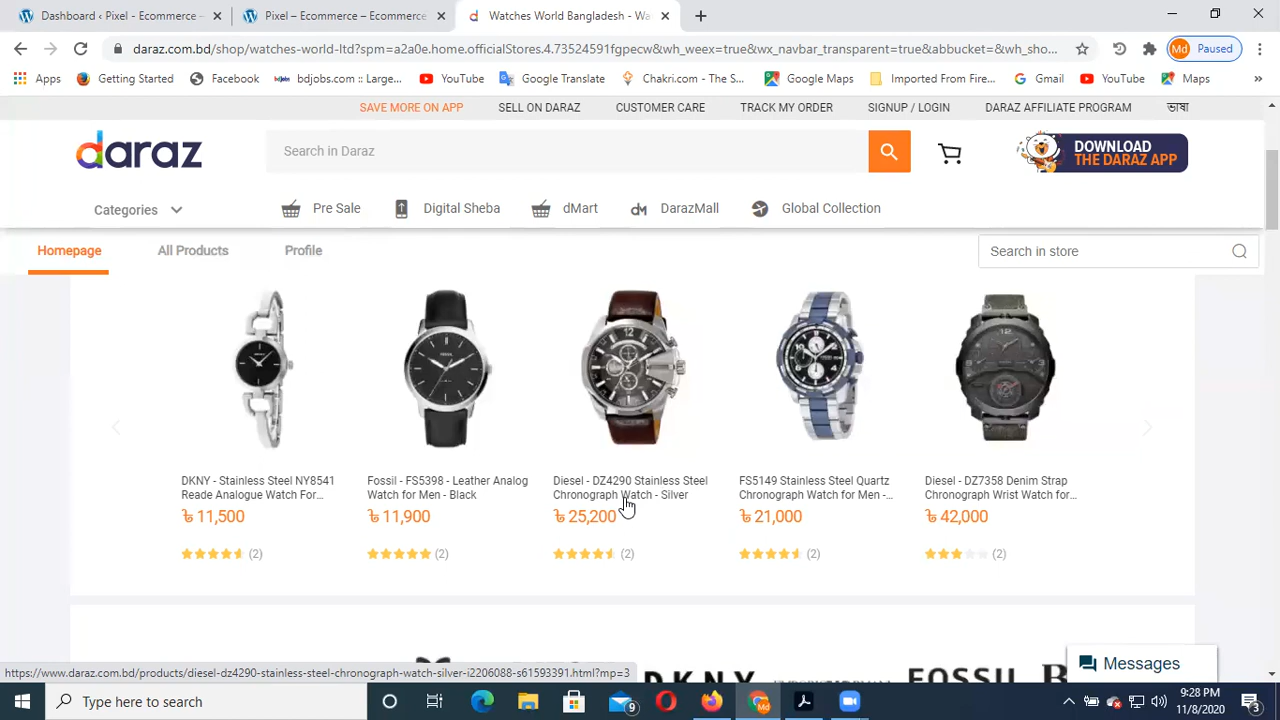 Dashboard ‹ Pixel - Ecommerce -
Pixel – Ecommerce – Ecommerce
Watches World Bangladesh - Wa
daraz.com.bd/shop/watches-world-ltd?spm=a2a0e.home.officialStores.4.73524591fgpecw&wh_weex=true&wx_navbar_transparent=true&abbucket=&wh_sho...
Md Paused
Apps
Getting Started
Facebook
bdjobs.com :: Large...
YouTube
Google Translate
Chakri.com - The S...
Google Maps
Imported From Fire...
Gmail
YouTube
Maps
SAVE MORE ON APP
SELL ON DARAZ
CUSTOMER CARE
TRACK MY ORDER
SIGNUP / LOGIN
DARAZ AFFILIATE PROGRAM
ভাষা
daraz
Search in Daraz
DOWNLOAD
THE DARAZ APP
Categories
Pre Sale
Digital Sheba
dMart
DarazMall
Global Collection
Homepage
All Products
Profile
Search in store
DKNY - Stainless Steel NY8541
Reade Analogue Watch For...
৳ 11,500
(2)
Fossil - FS5398 - Leather Analog
Watch for Men - Black
৳ 11,900
(2)
Diesel - DZ4290 Stainless Steel
Chronograph Watch - Silver
৳ 25,200
(2)
FS5149 Stainless Steel Quartz
Chronograph Watch for Men -...
৳ 21,000
(2)
Diesel - DZ7358 Denim Strap
Chronograph Wrist Watch for...
৳ 42,000
(2)
DKNY
FOSSIL
Messages
https://www.daraz.com.bd/products/diesel-dz4290-stainless-steel-chronograph-watch-silver-i2206088-s61593391.html?mp=3
Type here to search
9
9:28 PM
11/8/2020
3